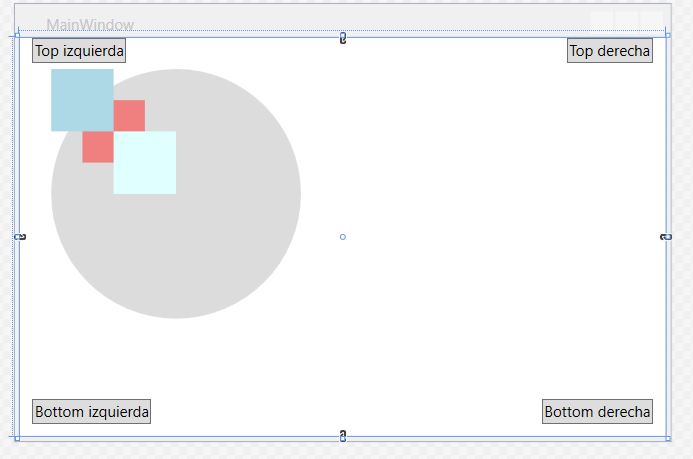 MainWindow
Top izquierda
Top derecha
Bottom izquierda
Bottom derecha